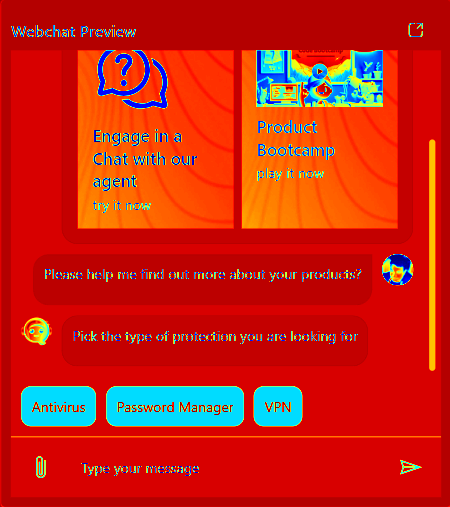 Webchat Preview
Engage in a
Chat with our
agent
try it now
Product
Bootcamp
play it now
Please help me find out more about your products?
Pick the type of protection you are looking for
Antivirus
Password Manager
VPN
Type your message